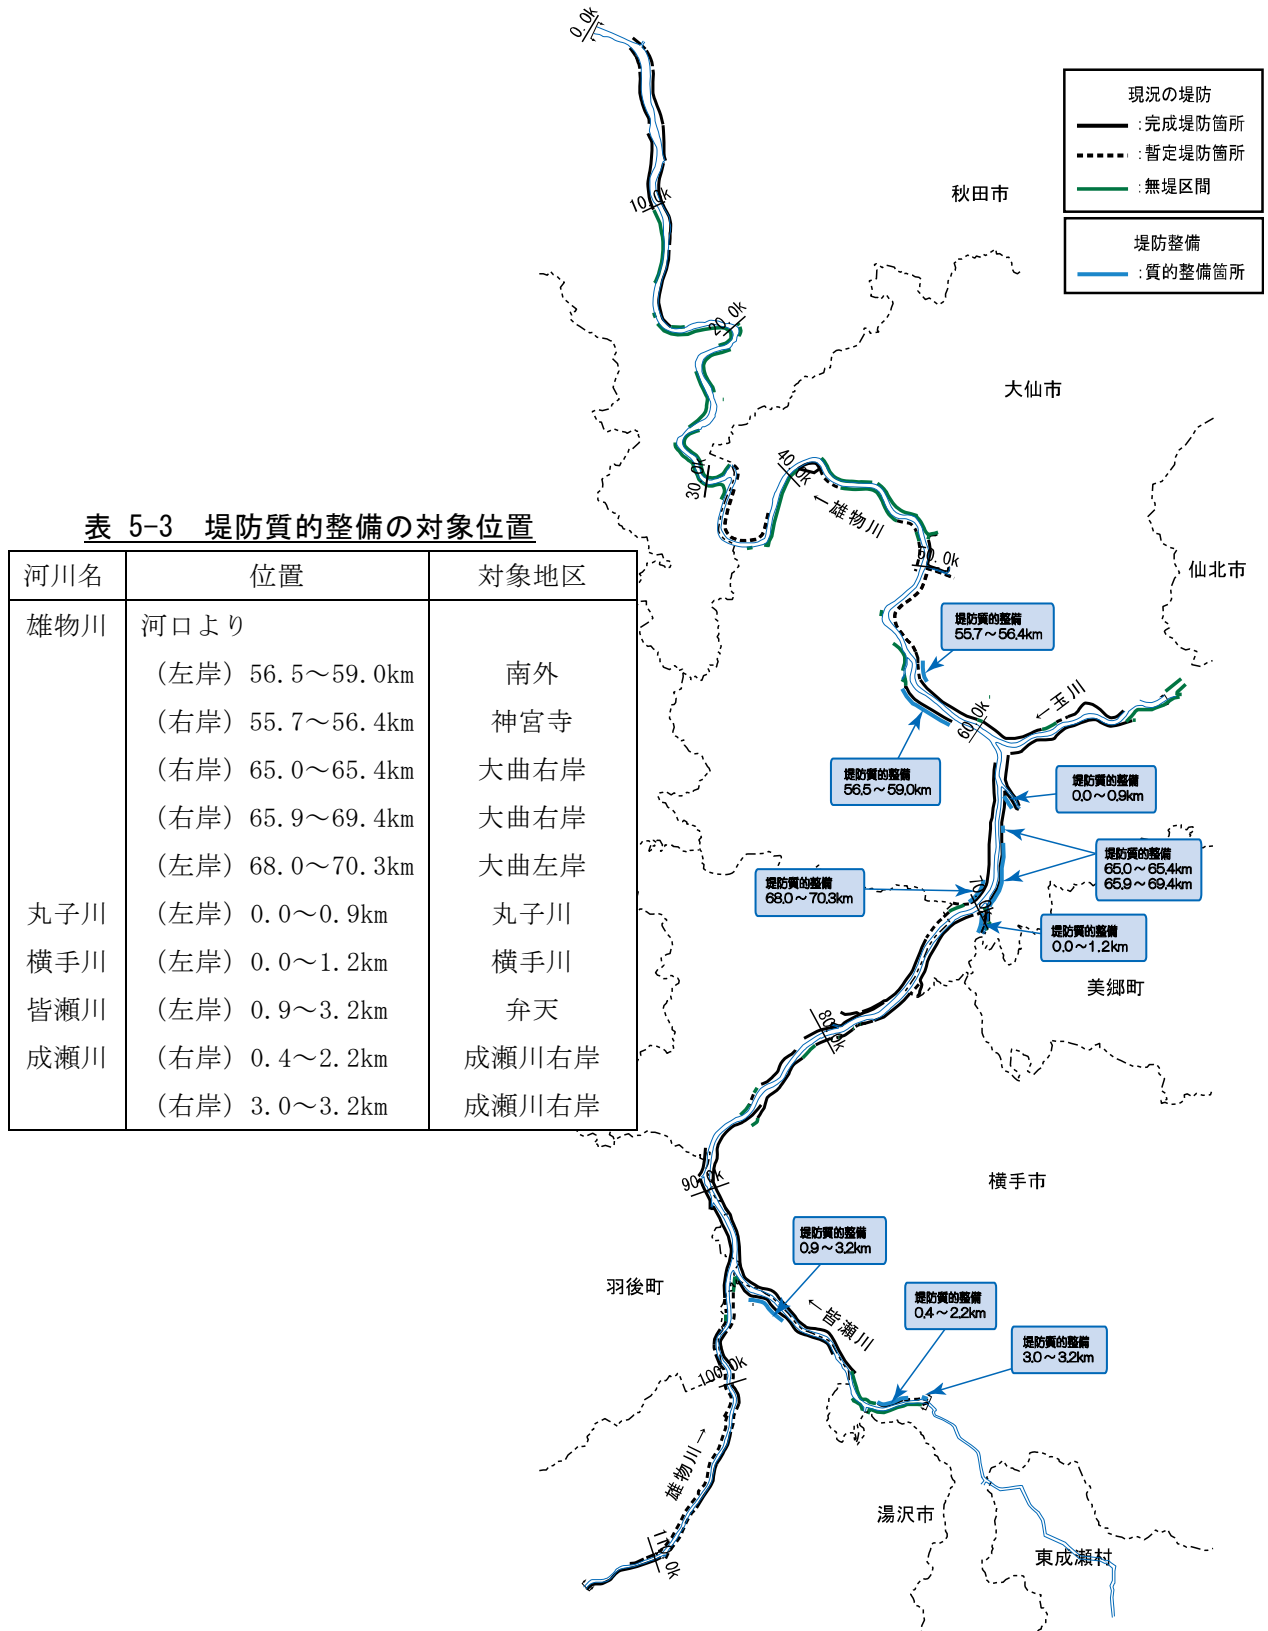 0.0k
現況の堤防
:完成堤防箇所
:暫定堤防箇所
:無堤区間
堤防整備
:質的整備箇所
秋田市
10.0k
20.0k
大仙市
30.0k
40.0k
←雄物川
50.0k
仙北市
表 5-3 堤防質的整備の対象位置
河川名 位置 対象地区
雄物川 河口より
(左岸) 56.5～59.0km 南外
(右岸) 55.7～56.4km 神宮寺
(右岸) 65.0～65.4km 大曲右岸
(右岸) 65.9～69.4km 大曲右岸
(左岸) 68.0～70.3km 大曲左岸
丸子川 (左岸) 0.0～0.9km 丸子川
横手川 (左岸) 0.0～1.2km 横手川
皆瀬川 (左岸) 0.9～3.2km 弁天
成瀬川 (右岸) 0.4～2.2km 成瀬川右岸
(右岸) 3.0～3.2km 成瀬川右岸
堤防質的整備
55.7～56.4km
←玉川
60.0k
堤防質的整備
56.5～59.0km
堤防質的整備
0.0～0.9km
堤防質的整備
65.0～65.4km
65.9～69.4km
堤防質的整備
68.0～70.3km
70.0k
堤防質的整備
0.0～1.2km
美郷町
80.0k
横手市
90.0k
堤防質的整備
0.9～3.2km
羽後町
←皆瀬川
堤防質的整備
0.4～2.2km
堤防質的整備
3.0～3.2km
100.0k
雄物川→
湯沢市
東成瀬村